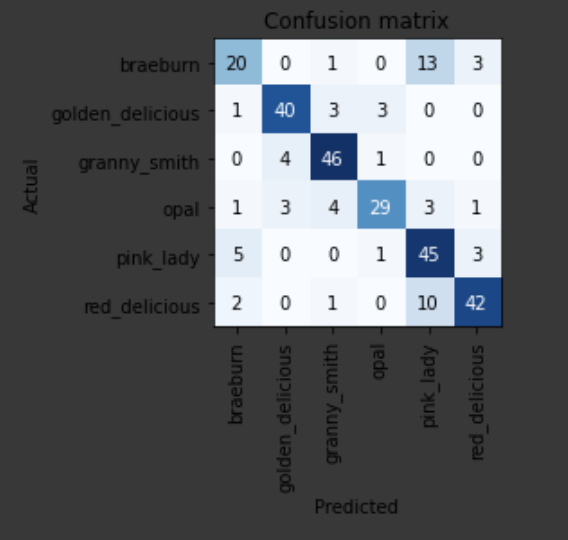 Confusion matrix
braeburn 20 0 1 0 13 3
golden_delicious 1 40 3 3 0 0
granny_smith 0 4 46 1 0 0
opal 1 3 4 29 3 1
pink_lady 5 0 0 1 45 3
red_delicious 2 0 1 0 10 42
Actual
braeburn
golden_delicious
granny_smith
opal
pink_lady
red_delicious
Predicted